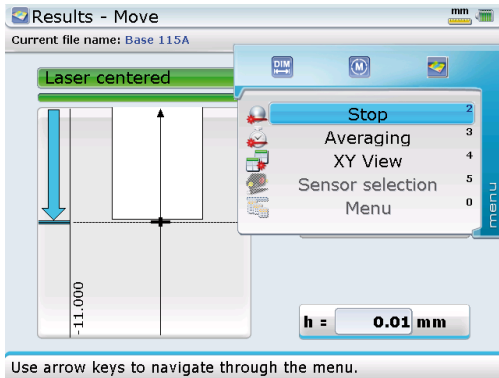 Results - Move
mm
Current file name: Base 115A
DIM
M
Laser centered
Stop 2
Averaging 3
XY View 4
Sensor selection 5
Menu 0
menu
-11.000
h = 0.01 mm
Use arrow keys to navigate through the menu.